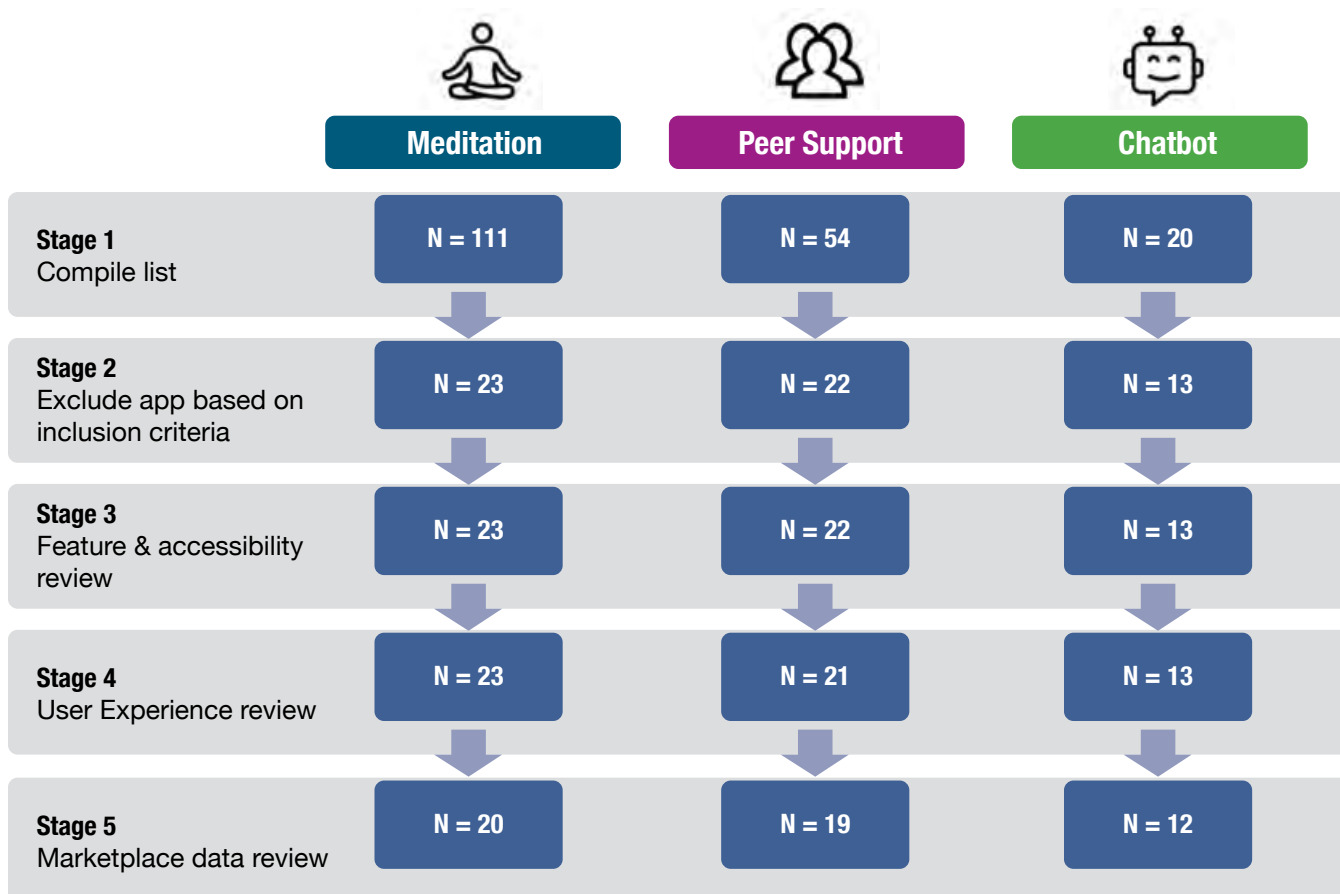 Meditation
Peer Support
Chatbot
Stage 1
Compile list
N = 111
N = 54
N = 20
Stage 2
Exclude app based on
inclusion criteria
N = 23
N = 22
N = 13
Stage 3
Feature & accessibility
review
N = 23
N = 22
N = 13
Stage 4
User Experience review
N = 23
N = 21
N = 13
Stage 5
Marketplace data review
N = 20
N = 19
N = 12